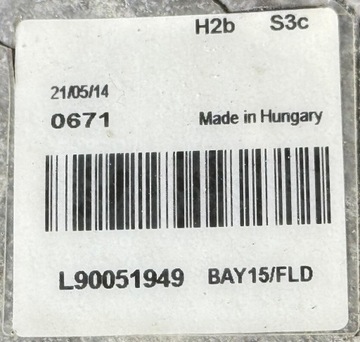 H2b S3c
21/05/14
0671 Made in Hungary
L90051949 BAY15/FLD